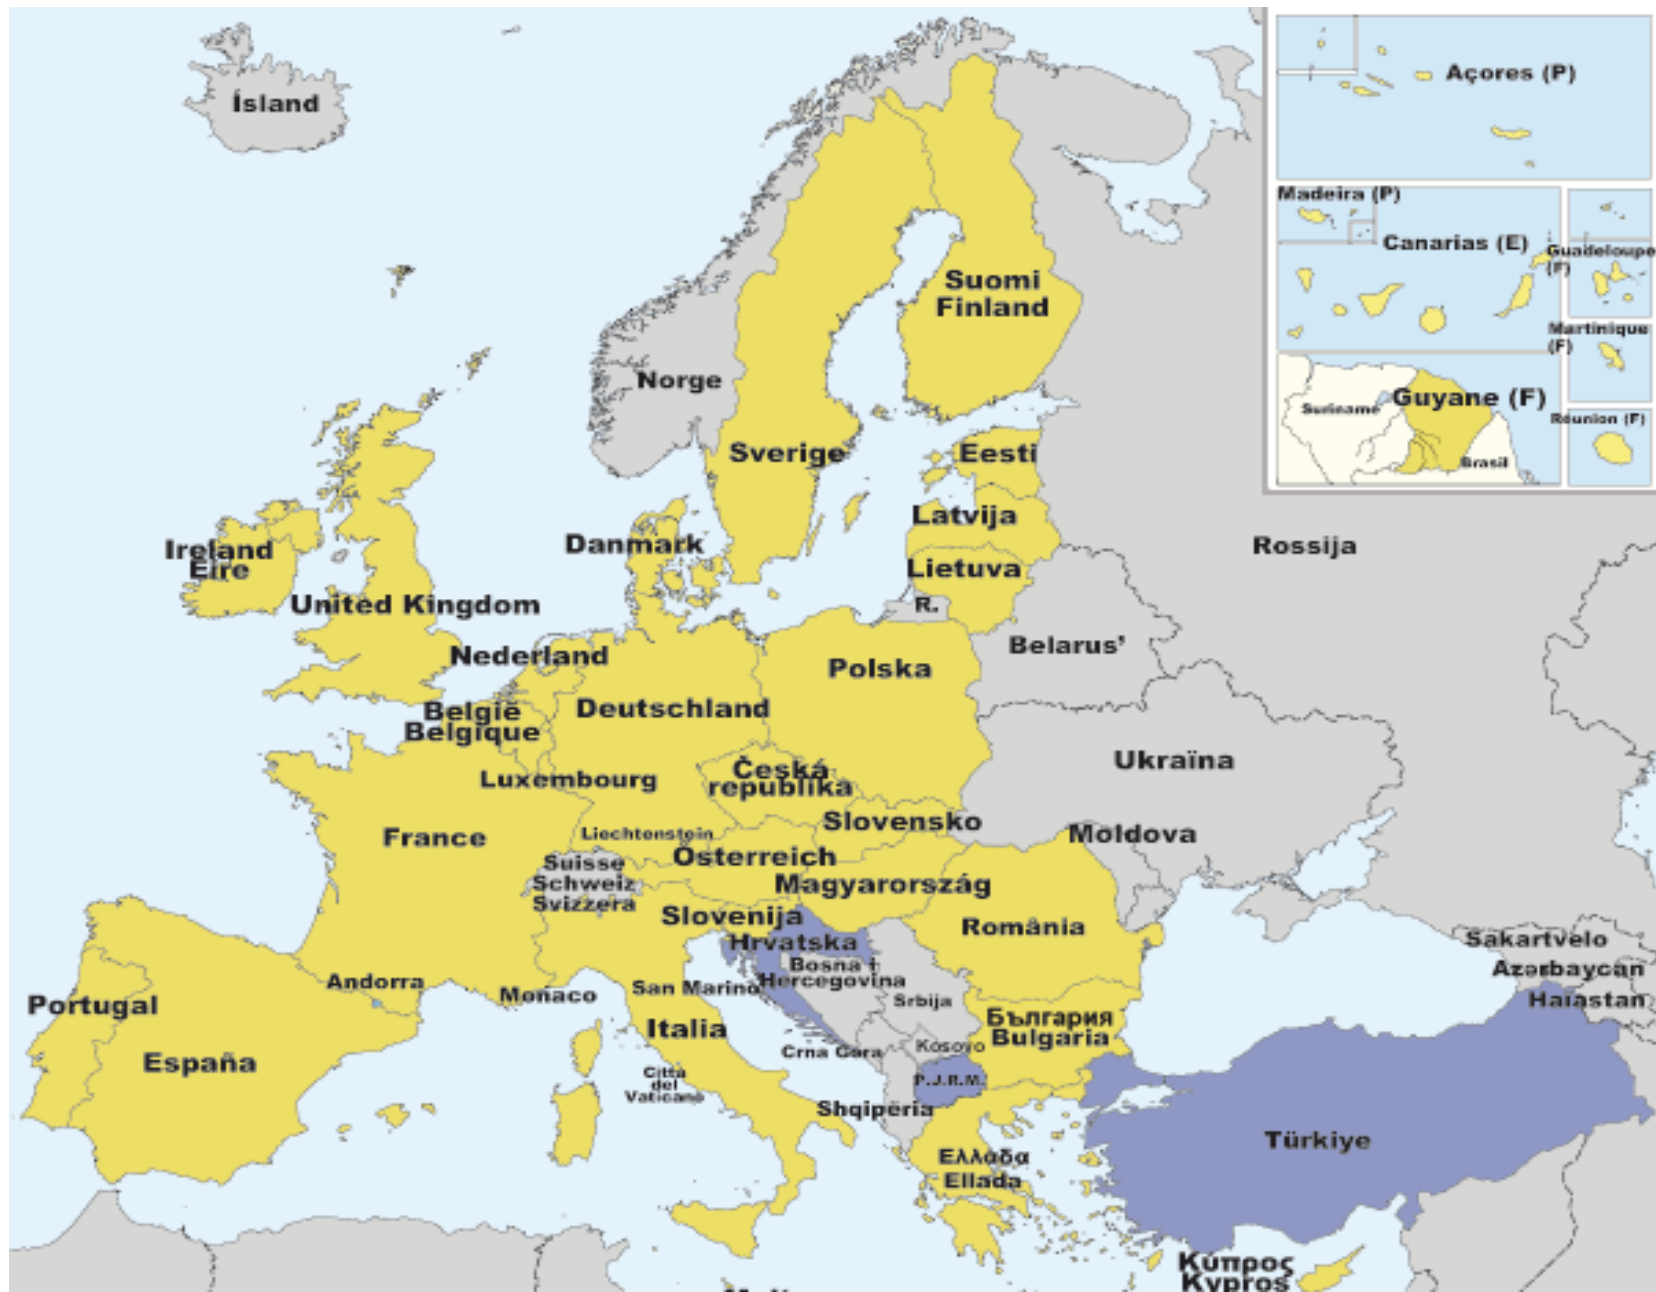 Ísland
Açores (P)
Madeira (P)
Canarias (E)
Guadeloupe
(F)
Martinique
(F)
Guyane (F)
Suriname
Brasil
Réunion (F)
Suomi
Finland
Norge
Sverige
Eesti
Latvija
Lietuva
R.
Danmark
Ireland
Eire
United Kingdom
Nederland
België
Belgique
Deutschland
Polska
Belarus’
Rossija
Luxembourg
Česká
republika
Ukraïna
Slovensko
France
Liechtenstein
Österreich
Moldova
Suisse
Schweiz
Svizzera
Magyarország
Slovenija
Hrvatska
România
Bosna i
Hercegovina
Srbija
Sakartvelo
Azərbaycan
Haiastan
Andorra
Monaco
San Marino
Portugal
España
Italia
България
Bulgaria
Crna Gora
Kosovo
P.J.R.M.
Città
del
Vaticano
Shqipëria
Ελλάδα
Ellada
Türkiye
Κύπρος
Kypros